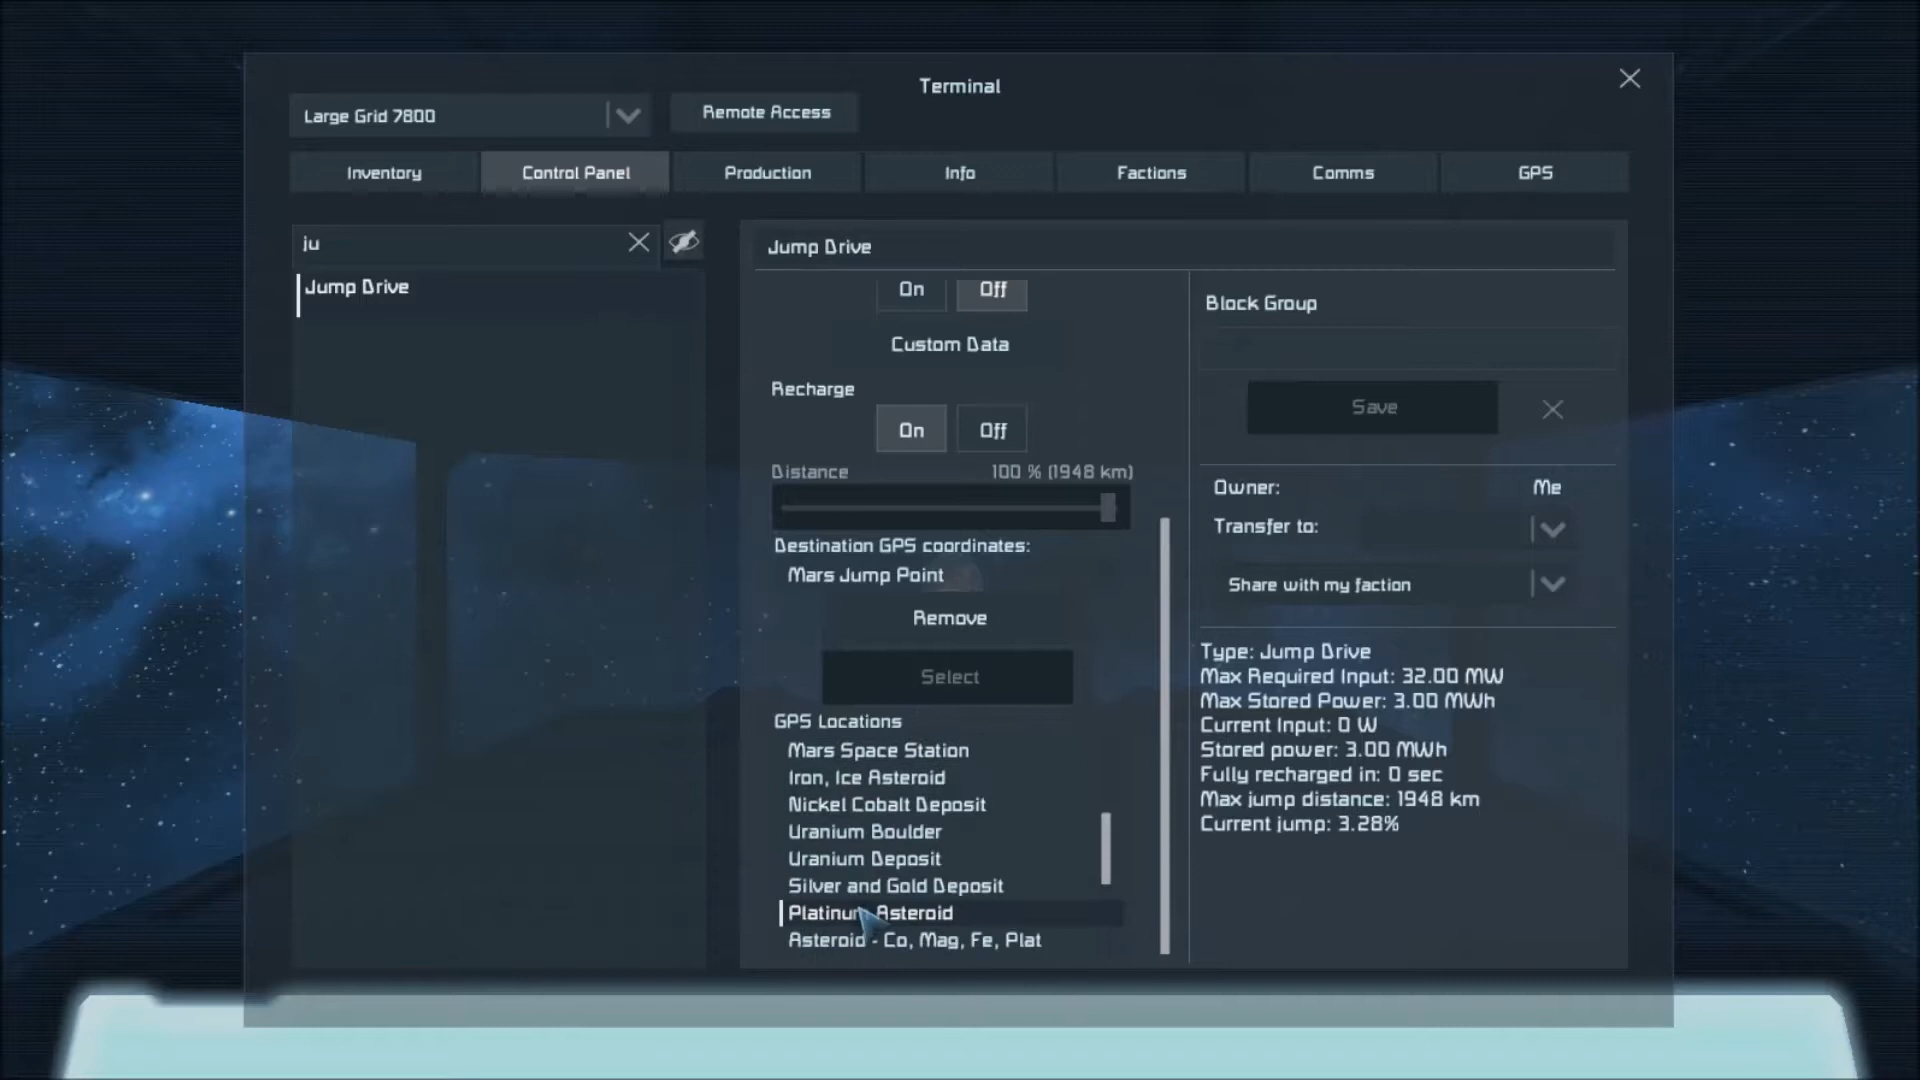 Terminal
Large Grid 7800
Remote Access
Inventory
Control Panel
Production
Info
Factions
Comms
GPS
ju
Jump Drive
Jump Drive
On
Off
Custom Data
Recharge
On
Off
Distance 100 % (1948 km)
Destination GPS coordinates:
Mars Jump Point
Remove
Select
GPS Locations
Mars Space Station
Iron, Ice Asteroid
Nickel Cobalt Deposit
Uranium Boulder
Uranium Deposit
Silver and Gold Deposit
Platinum Asteroid
Asteroid - Co, Mag, Fe, Plat
Block Group
Save
Owner: Me
Transfer to:
Share with my faction
Type: Jump Drive
Max Required Input: 32.00 MW
Max Stored Power: 3.00 MWh
Current Input: 0 W
Stored power: 3.00 MWh
Fully recharged in: 0 sec
Max jump distance: 1948 km
Current jump: 3.28%